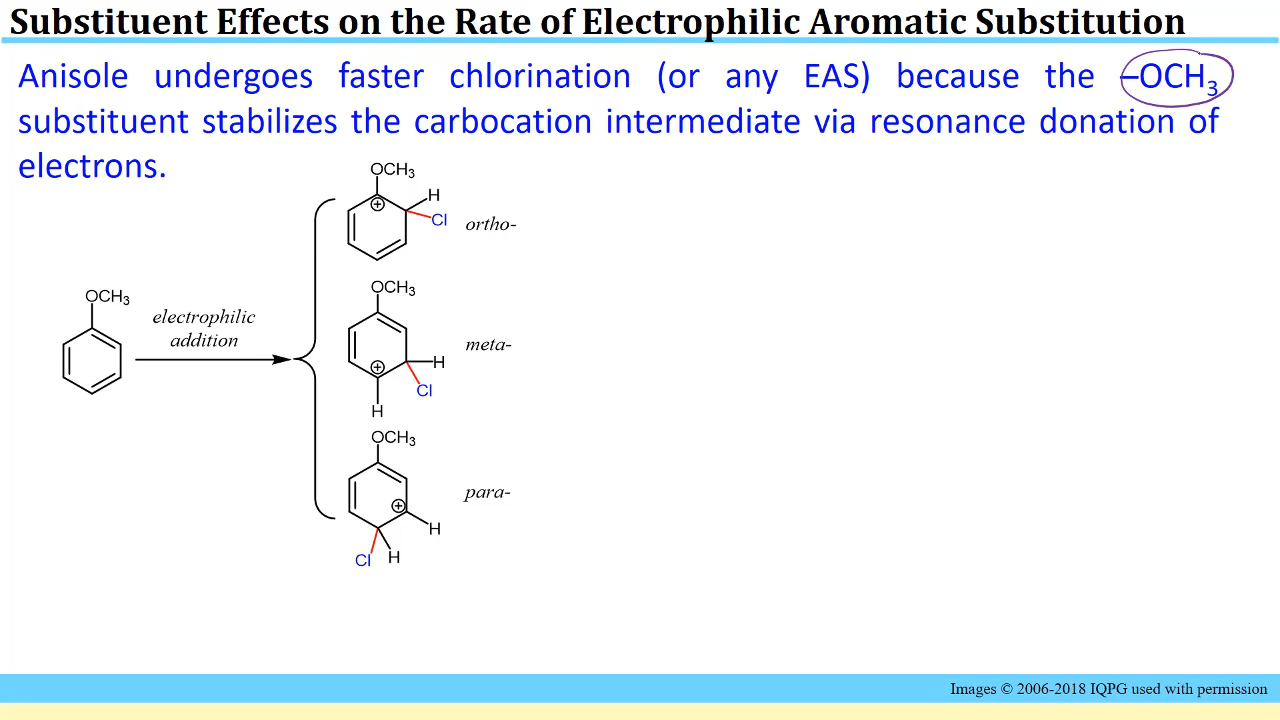 Substituent Effects on the Rate of Electrophilic Aromatic Substitution
Anisole undergoes faster chlorination (or any EAS) because the –OCH₃
substituent stabilizes the carbocation intermediate via resonance donation of
electrons.
OCH₃
H
Cl
ortho-
OCH₃
electrophilic
addition
OCH₃
meta-
H
Cl
H
OCH₃
para-
H
Cl
H
Images © 2006-2018 IQPG used with permission